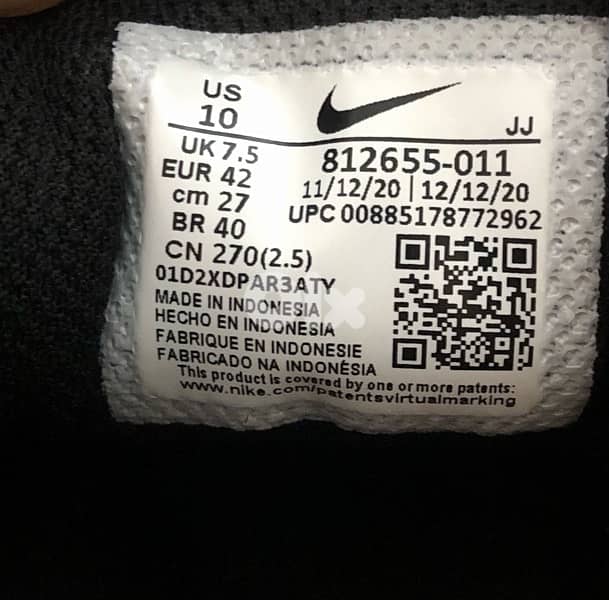 US
10
JJ
UK 7.5
EUR 42
cm 27
BR 40
CN 270(2.5)
812655-011
11/12/20 | 12/12/20
UPC 00885178772962
01D2XDPAR3ATY
MADE IN INDONESIA
HECHO EN INDONESIA
FABRIQUE EN INDONESIE
FABRICADO NA INDONÉSIA
This product is covered by one or more patents:
www.nike.com/patentsvirtualmarking